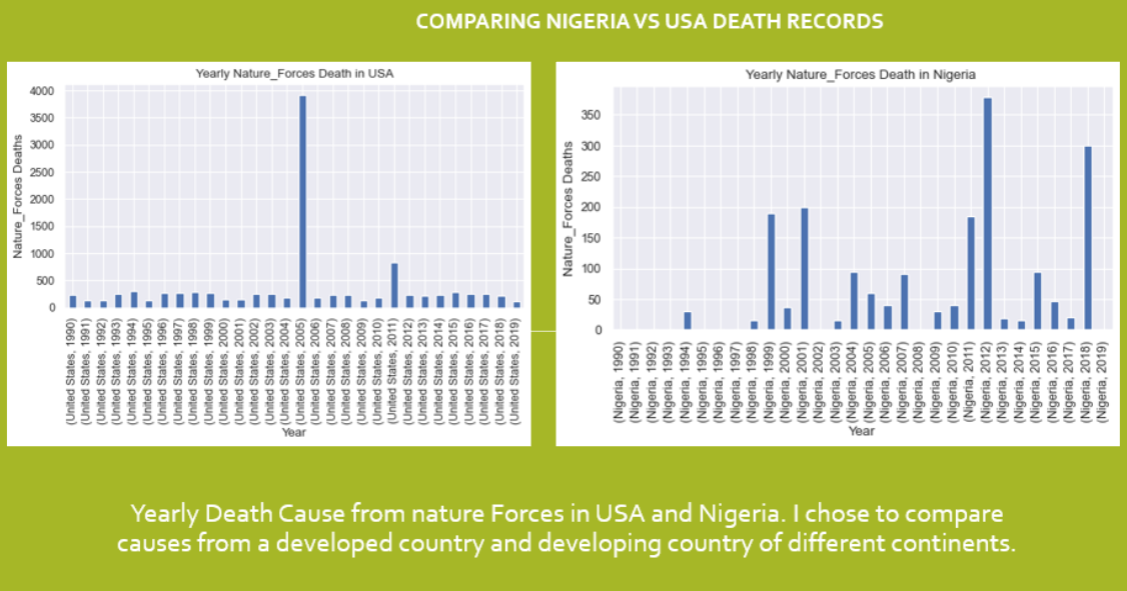 COMPARING NIGERIA VS USA DEATH RECORDS
Yearly Nature_Forces Death in USA
Nature_Forces Deaths
4000
3500
3000
2500
2000
1500
1000
500
0
(United States, 1990)
(United States, 1991)
(United States, 1992)
(United States, 1993)
(United States, 1994)
(United States, 1995)
(United States, 1996)
(United States, 1997)
(United States, 1998)
(United States, 1999)
(United States, 2000)
(United States, 2001)
(United States, 2002)
(United States, 2003)
(United States, 2004)
(United States, 2005)
(United States, 2006)
(United States, 2007)
(United States, 2008)
(United States, 2009)
(United States, 2010)
(United States, 2011)
(United States, 2012)
(United States, 2013)
(United States, 2014)
(United States, 2015)
(United States, 2016)
(United States, 2017)
(United States, 2018)
(United States, 2019)
Year
Yearly Nature_Forces Death in Nigeria
Nature_Forces Deaths
350
300
250
200
150
100
50
0
(Nigeria, 1990)
(Nigeria, 1991)
(Nigeria, 1992)
(Nigeria, 1993)
(Nigeria, 1994)
(Nigeria, 1995)
(Nigeria, 1996)
(Nigeria, 1997)
(Nigeria, 1998)
(Nigeria, 1999)
(Nigeria, 2000)
(Nigeria, 2001)
(Nigeria, 2002)
(Nigeria, 2003)
(Nigeria, 2004)
(Nigeria, 2005)
(Nigeria, 2006)
(Nigeria, 2007)
(Nigeria, 2008)
(Nigeria, 2009)
(Nigeria, 2010)
(Nigeria, 2011)
(Nigeria, 2012)
(Nigeria, 2013)
(Nigeria, 2014)
(Nigeria, 2015)
(Nigeria, 2016)
(Nigeria, 2017)
(Nigeria, 2018)
(Nigeria, 2019)
Year
Yearly Death Cause from nature Forces in USA and Nigeria. I chose to compare
causes from a developed country and developing country of different continents.